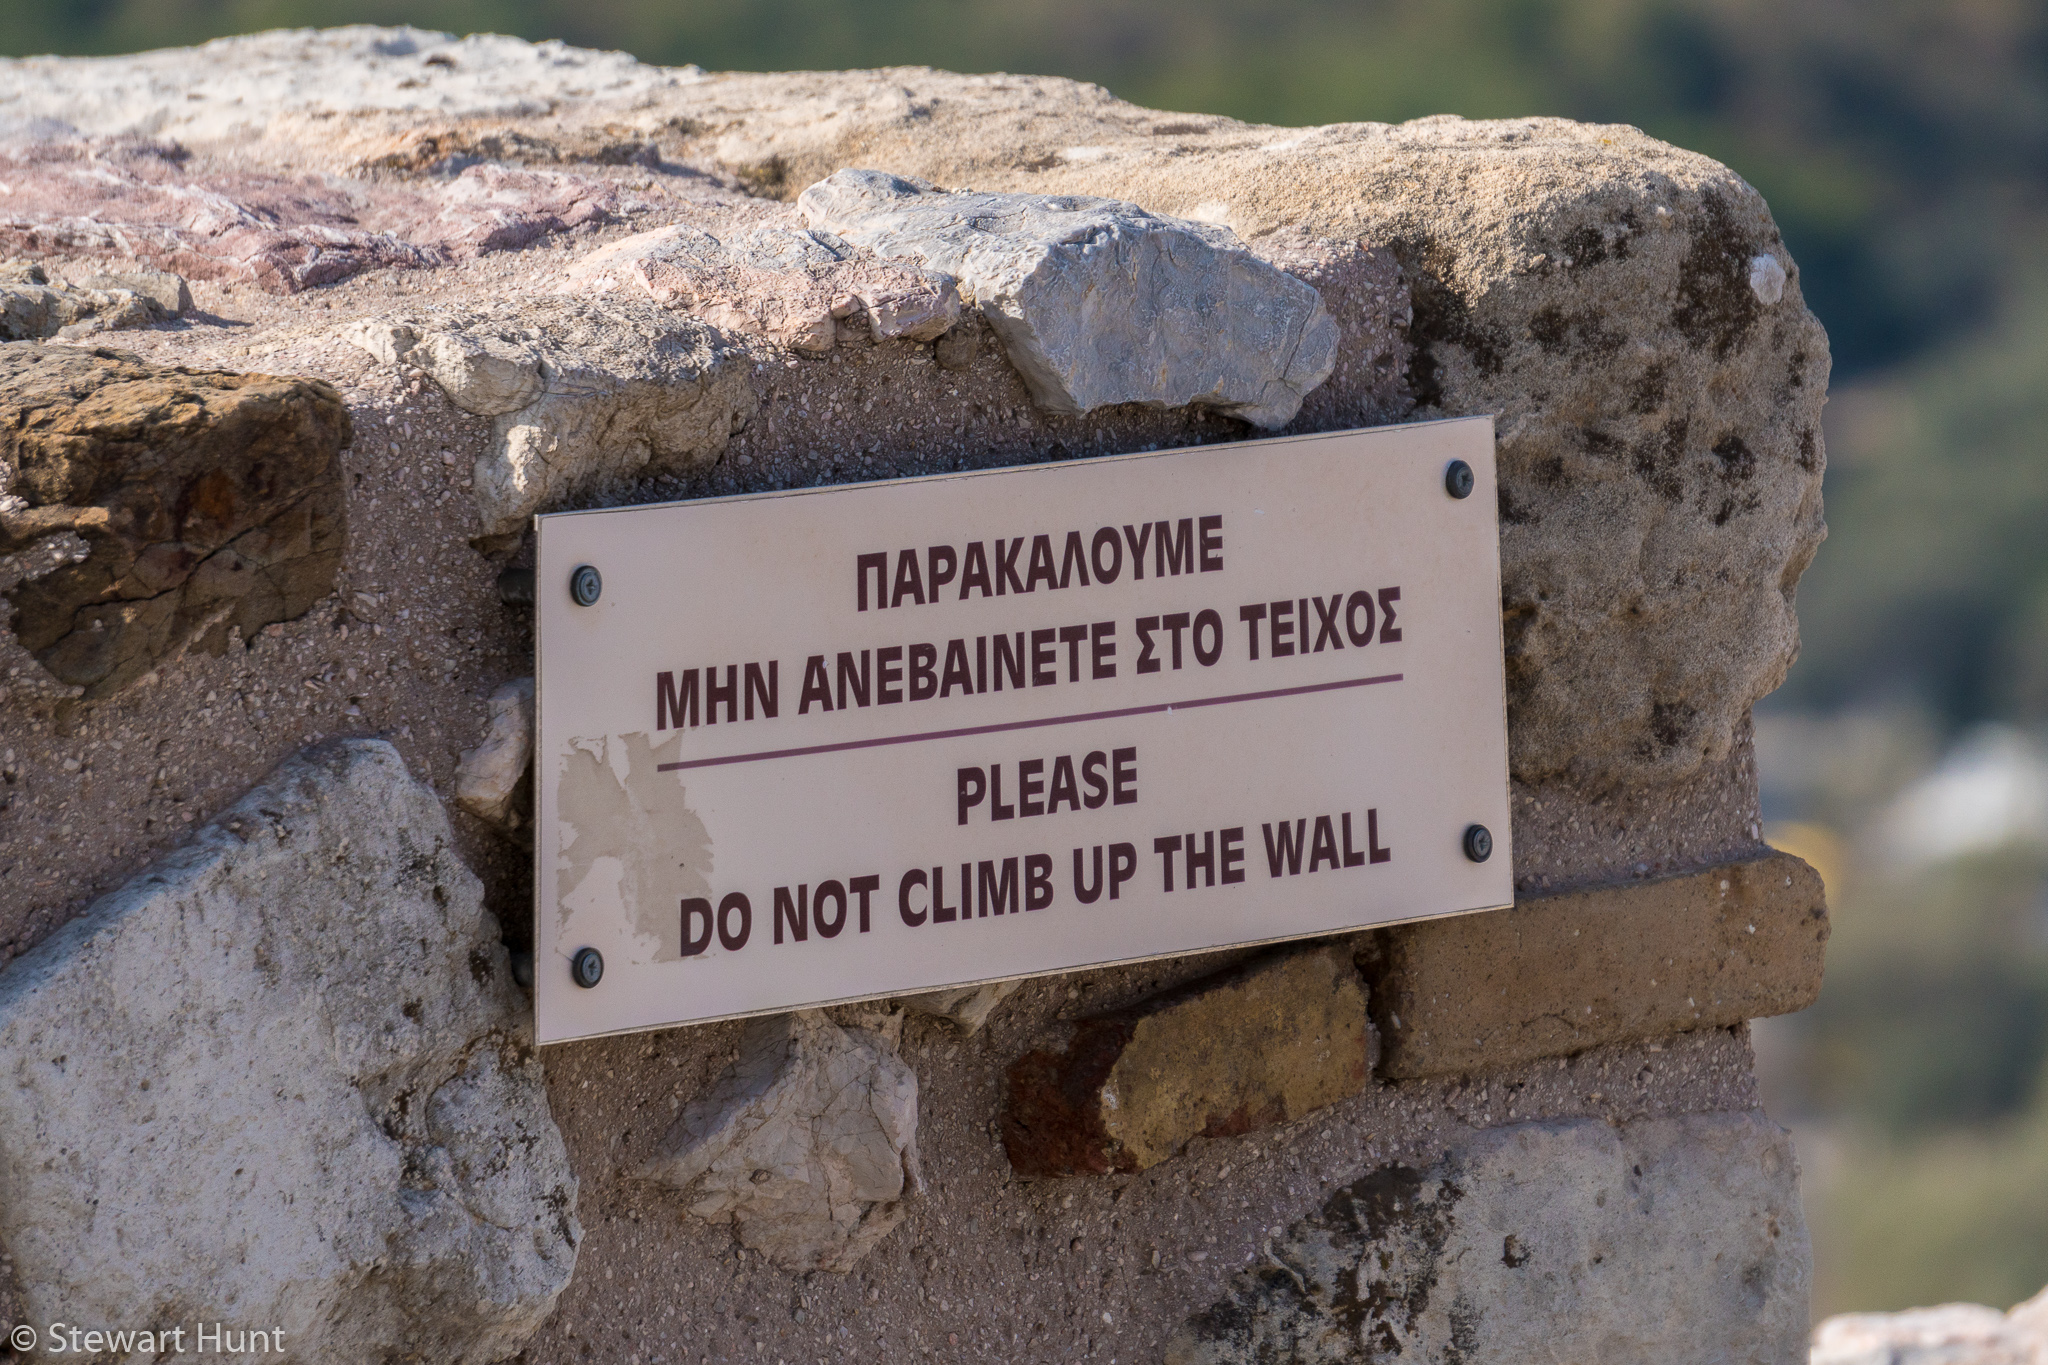 ΠΑΡΑΚΑΛΟΥΜΕ
ΜΗΝ ΑΝΕΒΑΙΝΕΤΕ ΣΤΟ ΤΕΙΧΟΣ
PLEASE
DO NOT CLIMB UP THE WALL
© Stewart Hunt